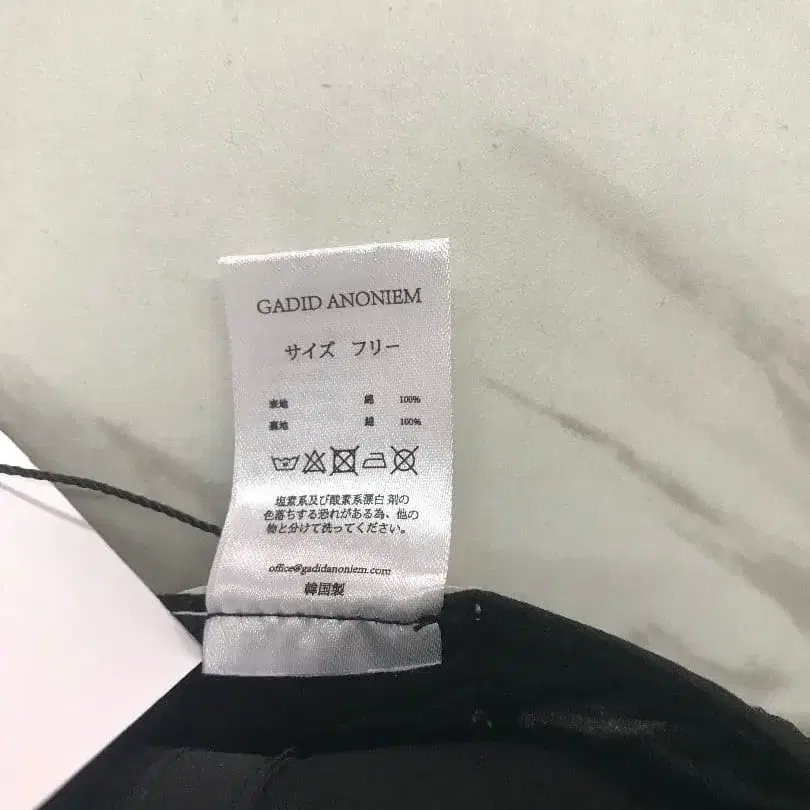 GADID ANONIEM
サイズ フリー
表地 綿 100%
裏地 綿 100%
塩素系及び酸素系漂白剤の
色落ちする恐れがある為、他の
物と分けて洗ってください。
office@gadidanoniem.com
韓国製